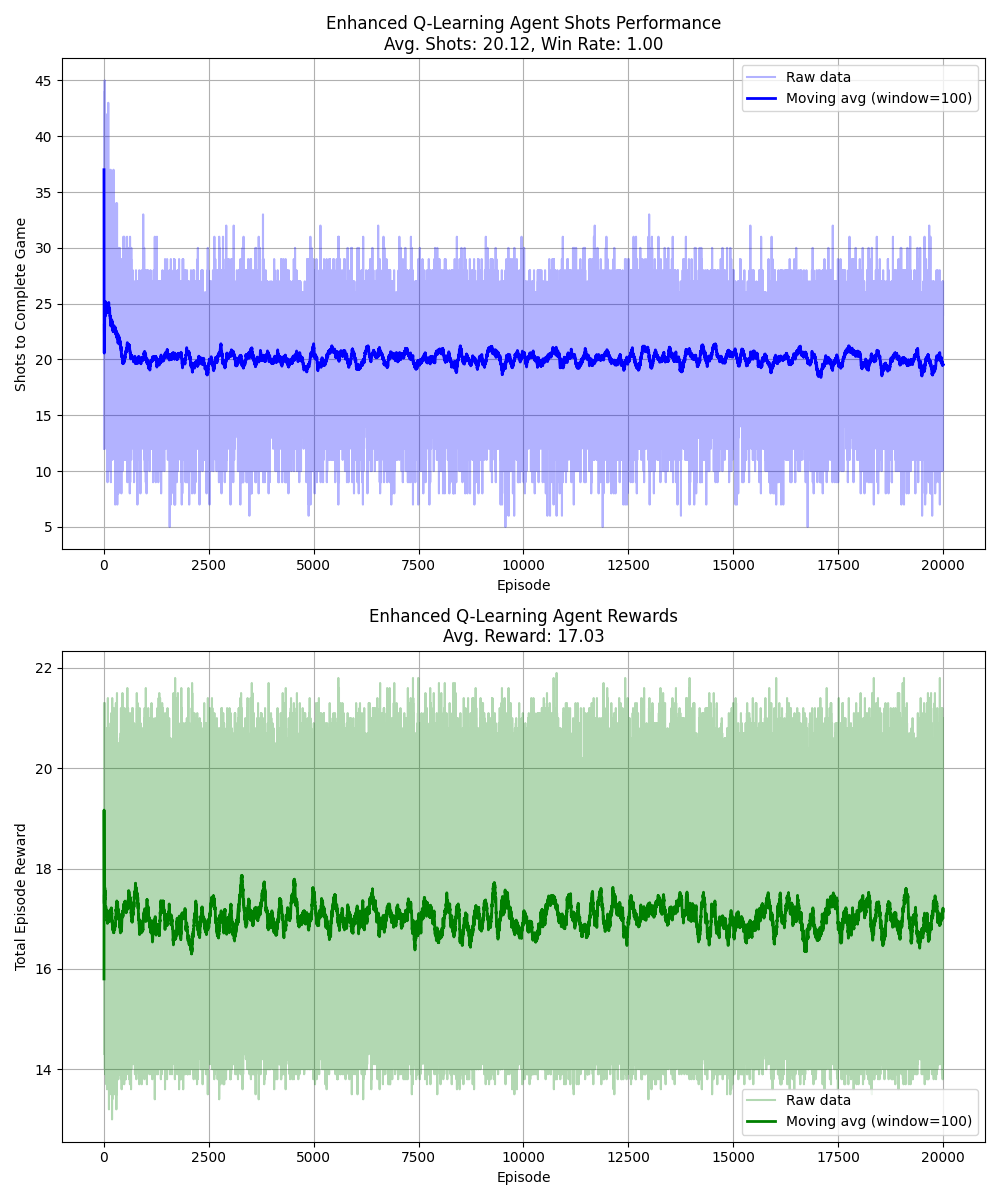 Enhanced Q-Learning Agent Shots Performance
Avg. Shots: 20.12, Win Rate: 1.00
Raw data
Moving avg (window=100)
Shots to Complete Game
45
40
35
30
25
20
15
10
5
0
2500
5000
7500
10000
12500
15000
17500
20000
Episode
Enhanced Q-Learning Agent Rewards
Avg. Reward: 17.03
Total Episode Reward
22
20
18
16
14
Raw data
Moving avg (window=100)
0
2500
5000
7500
10000
12500
15000
17500
20000
Episode